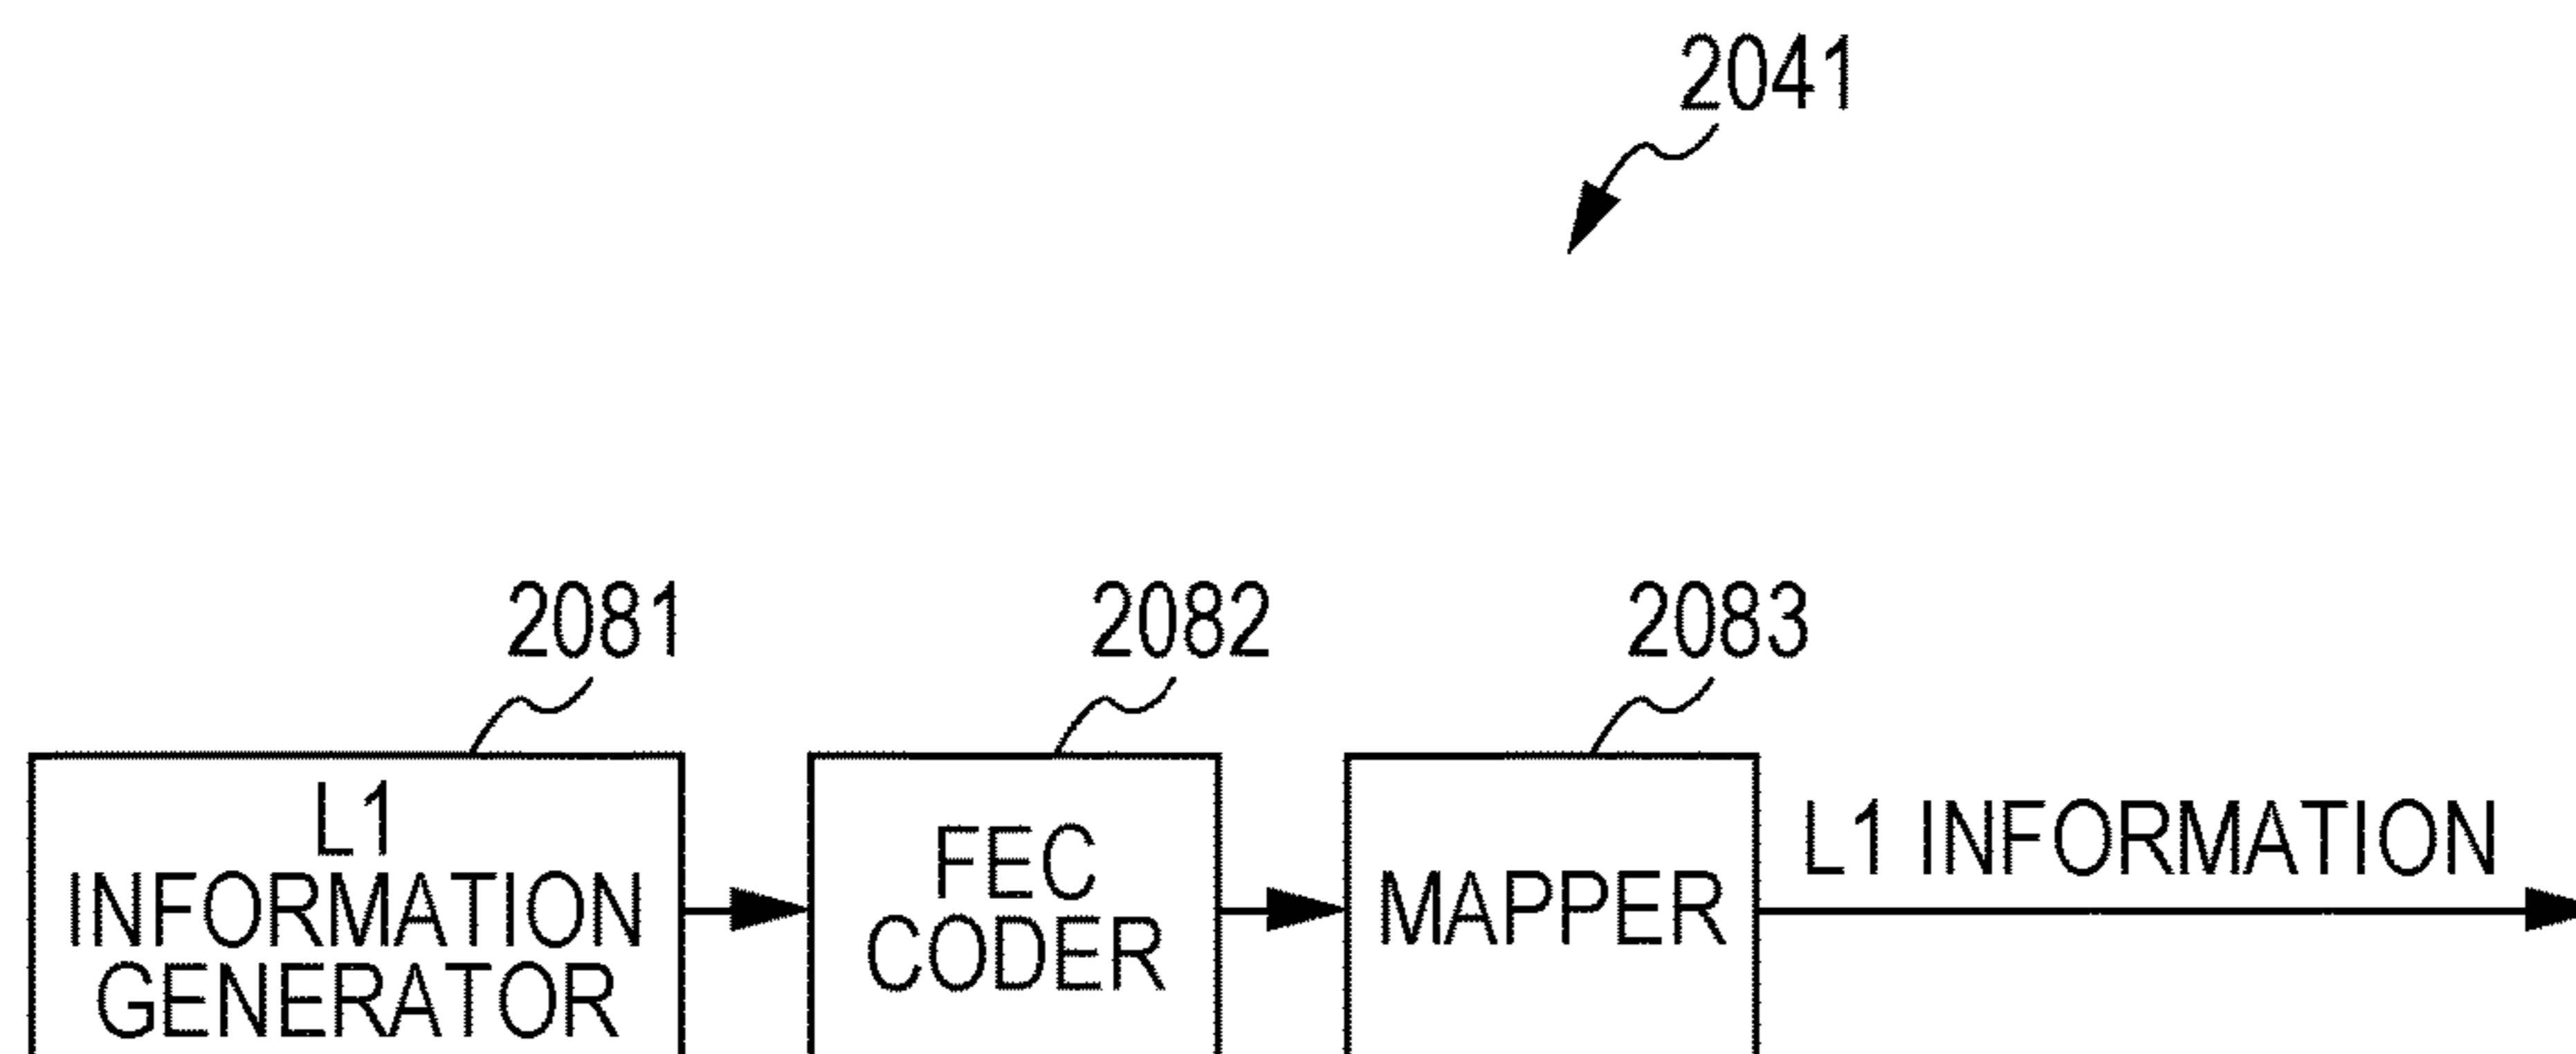 2041
2081
2082
2083
L1
INFORMATION
GENERATOR
FEC
CODER
MAPPER
L1 INFORMATION